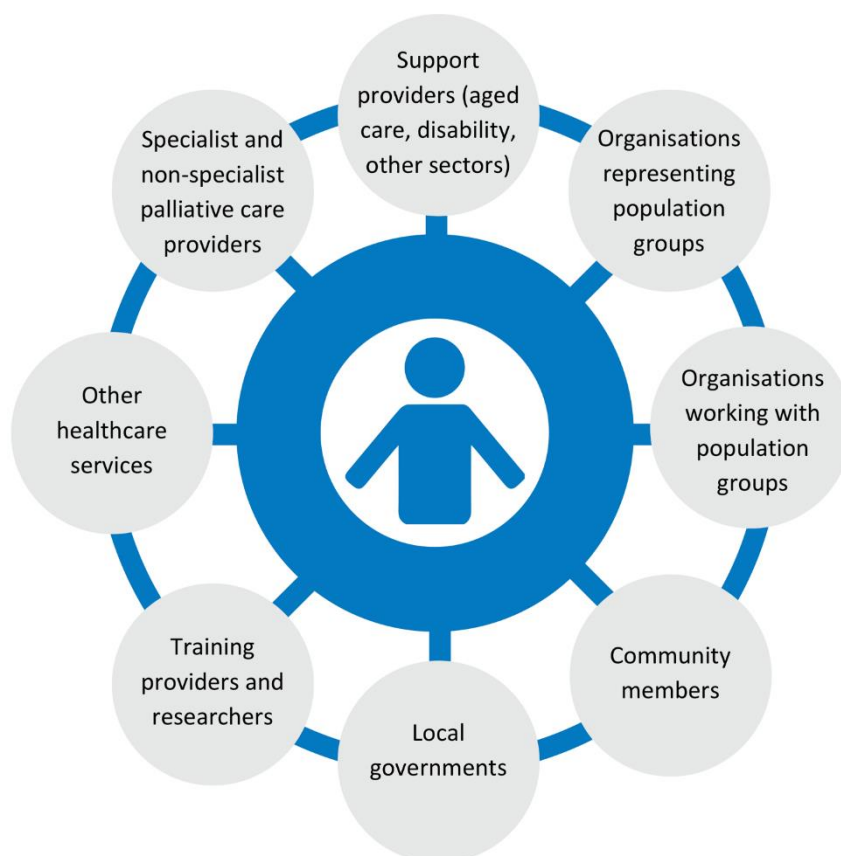 Support
providers (aged
care, disability,
other sectors)
Organisations
representing
population
groups
Organisations
working with
population
groups
Community
members
Local
governments
Training
providers and
researchers
Other
healthcare
services
Specialist and
non-specialist
palliative care
providers